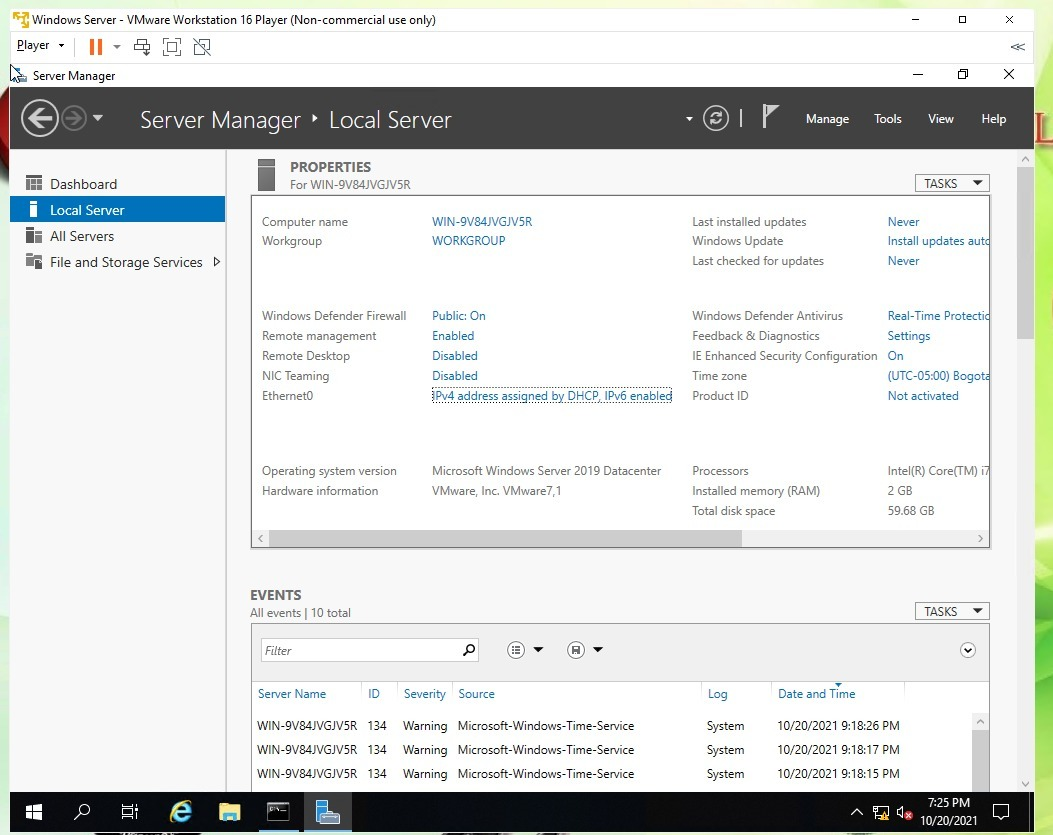 Windows Server - VMware Workstation 16 Player (Non-commercial use only)
Player
Server Manager
Server Manager Local Server
Manage Tools View Help
Dashboard
Local Server
All Servers
File and Storage Services
PROPERTIES
For WIN-9V84JVGJV5R
TASKS
Computer name WIN-9V84JVGJV5R Last installed updates Never
Workgroup WORKGROUP Windows Update Install updates auto
Last checked for updates Never
Windows Defender Firewall Public: On Windows Defender Antivirus Real-Time Protectio
Remote management Enabled Feedback & Diagnostics Settings
Remote Desktop Disabled IE Enhanced Security Configuration On
NIC Teaming Disabled Time zone (UTC-05:00) Bogota
Ethernet0 IPv4 address assigned by DHCP, IPv6 enabled Product ID Not activated
Operating system version Microsoft Windows Server 2019 Datacenter Processors Intel(R) Core(TM) i7
Hardware information VMware, Inc. VMware7,1 Installed memory (RAM) 2 GB
Total disk space 59.68 GB
EVENTS
All events | 10 total
TASKS
Filter
Server Name ID Severity Source Log Date and Time
WIN-9V84JVGJV5R 134 Warning Microsoft-Windows-Time-Service System 10/20/2021 9:18:26 PM
WIN-9V84JVGJV5R 134 Warning Microsoft-Windows-Time-Service System 10/20/2021 9:18:17 PM
WIN-9V84JVGJV5R 134 Warning Microsoft-Windows-Time-Service System 10/20/2021 9:18:15 PM
7:25 PM
10/20/2021